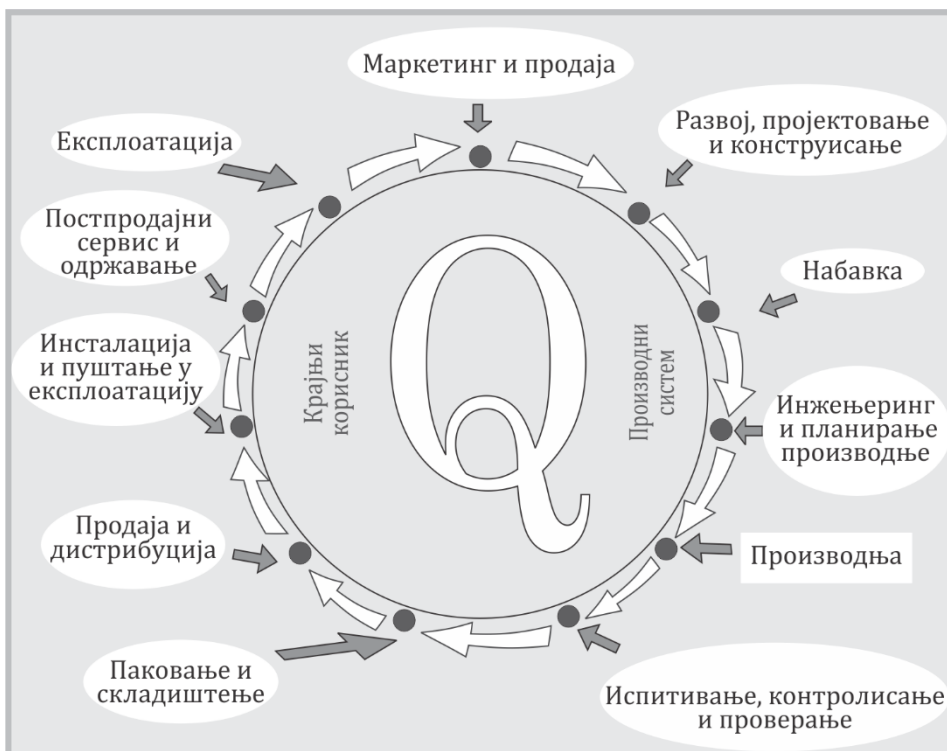 Маркетинг и продаја
Развој, пројектовање
и конструисање
Набавка
Инжењеринг
и планирање
производње
Производња
Испитивање, контролисање
и проверање
Паковање и
складиштење
Продаја и
дистрибуција
Инсталација
и пуштање у
експлоатацију
Постпродајни
сервис и
одржавање
Експлоатација
Крајњи
корисник
Q
Производни
систем